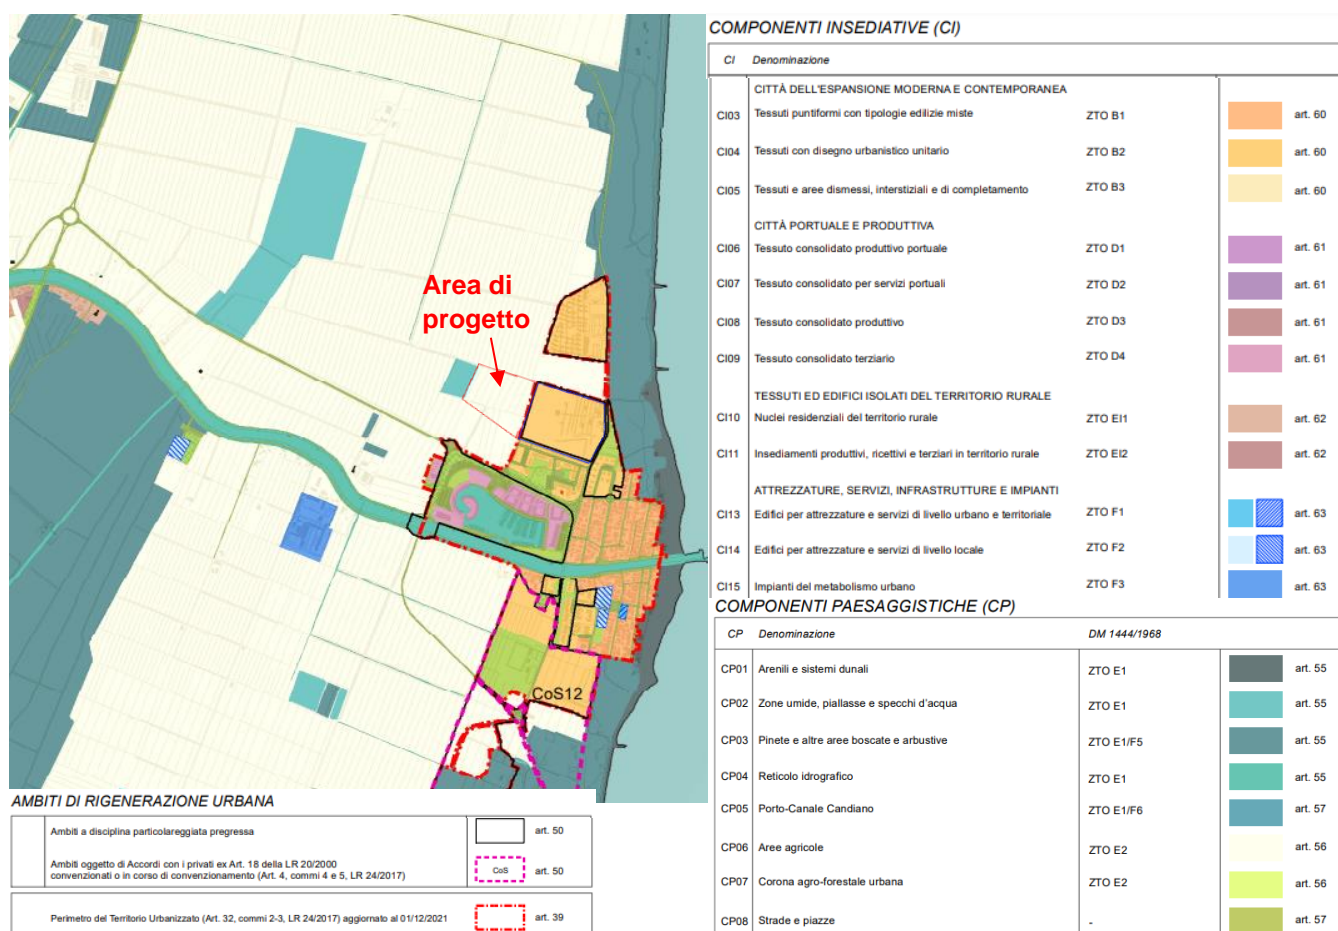 Area di
progetto
CoS12
COMPONENTI INSEDIATIVE (CI)
CI Denominazione
CITTÀ DELL'ESPANSIONE MODERNA E CONTEMPORANEA
CI03 Tessuti puntiformi con tipologie edilizie miste ZTO B1 art. 60
CI04 Tessuti con disegno urbanistico unitario ZTO B2 art. 60
CI05 Tessuti e aree dismessi, interstiziali e di completamento ZTO B3 art. 60
CITTÀ PORTUALE E PRODUTTIVA
CI06 Tessuto consolidato produttivo portuale ZTO D1 art. 61
CI07 Tessuto consolidato per servizi portuali ZTO D2 art. 61
CI08 Tessuto consolidato produttivo ZTO D3 art. 61
CI09 Tessuto consolidato terziario ZTO D4 art. 61
TESSUTI ED EDIFICI ISOLATI DEL TERRITORIO RURALE
CI10 Nuclei residenziali del territorio rurale ZTO EI1 art. 62
CI11 Insediamenti produttivi, ricettivi e terziari in territorio rurale ZTO EI2 art. 62
ATTREZZATURE, SERVIZI, INFRASTRUTTURE E IMPIANTI
CI13 Edifici per attrezzature e servizi di livello urbano e territoriale ZTO F1 art. 63
CI14 Edifici per attrezzature e servizi di livello locale ZTO F2 art. 63
CI15 Impianti del metabolismo urbano ZTO F3 art. 63
COMPONENTI PAESAGGISTICHE (CP)
CP Denominazione DM 1444/1968
CP01 Arenili e sistemi dunali ZTO E1 art. 55
CP02 Zone umide, piallasse e specchi d'acqua ZTO E1 art. 55
CP03 Pinete e altre aree boscate e arbustive ZTO E1/F5 art. 55
CP04 Reticolo idrografico ZTO E1 art. 55
CP05 Porto-Canale Candiano ZTO E1/F6 art. 57
CP06 Aree agricole ZTO E2 art. 56
CP07 Corona agro-forestale urbana ZTO E2 art. 56
CP08 Strade e piazze - art. 57
AMBITI DI RIGENERAZIONE URBANA
Ambiti a disciplina particolareggiata pregressa art. 50
Ambiti oggetto di Accordi con i privati ex Art. 18 della LR 20/2000
convenzionati o in corso di convenzionamento (Art. 4, commi 4 e 5, LR 24/2017) CoS art. 50
Perimetro del Territorio Urbanizzato (Art. 32, commi 2-3, LR 24/2017) aggiornato al 01/12/2021 art. 39